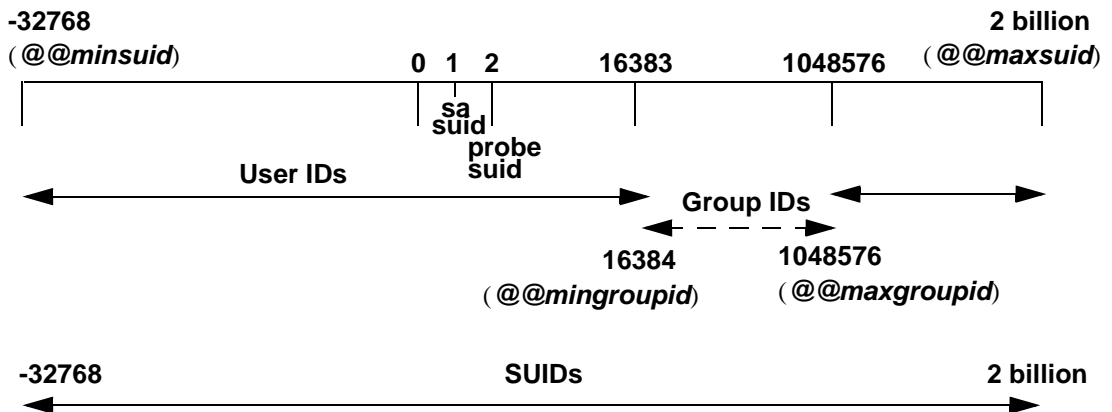 -32768
2 billion
(@@minsuid)
(@@maxsuid)
0 1 2 16383 1048576
sa
suid
probe
suid
User IDs
Group IDs
16384 1048576
(@@mingroupid) (@@maxgroupid)
-32768 SUIDs 2 billion